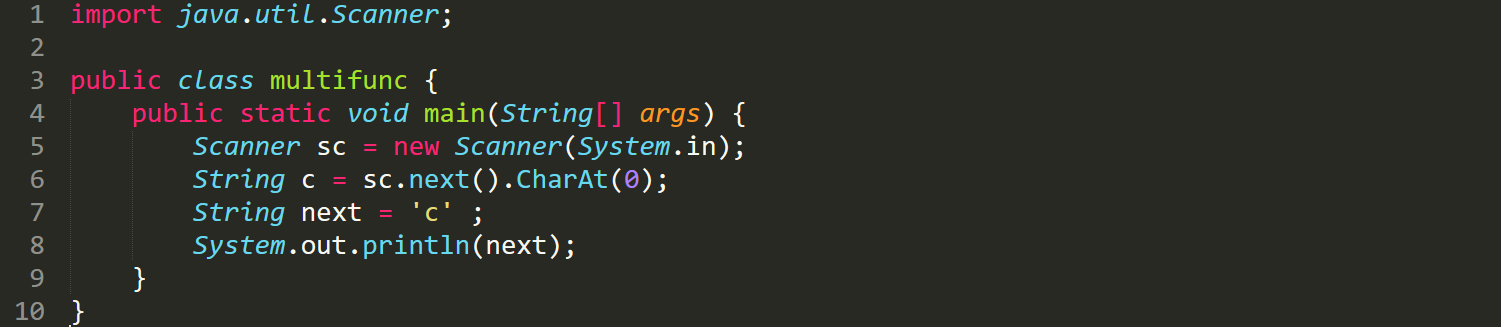 1 import java.util.Scanner;
2
3 public class multifunc {
4     public static void main(String[] args) {
5         Scanner sc = new Scanner(System.in);
6         String c = sc.next().CharAt(0);
7         String next = 'c' ;
8         System.out.println(next);
9     }
10 }